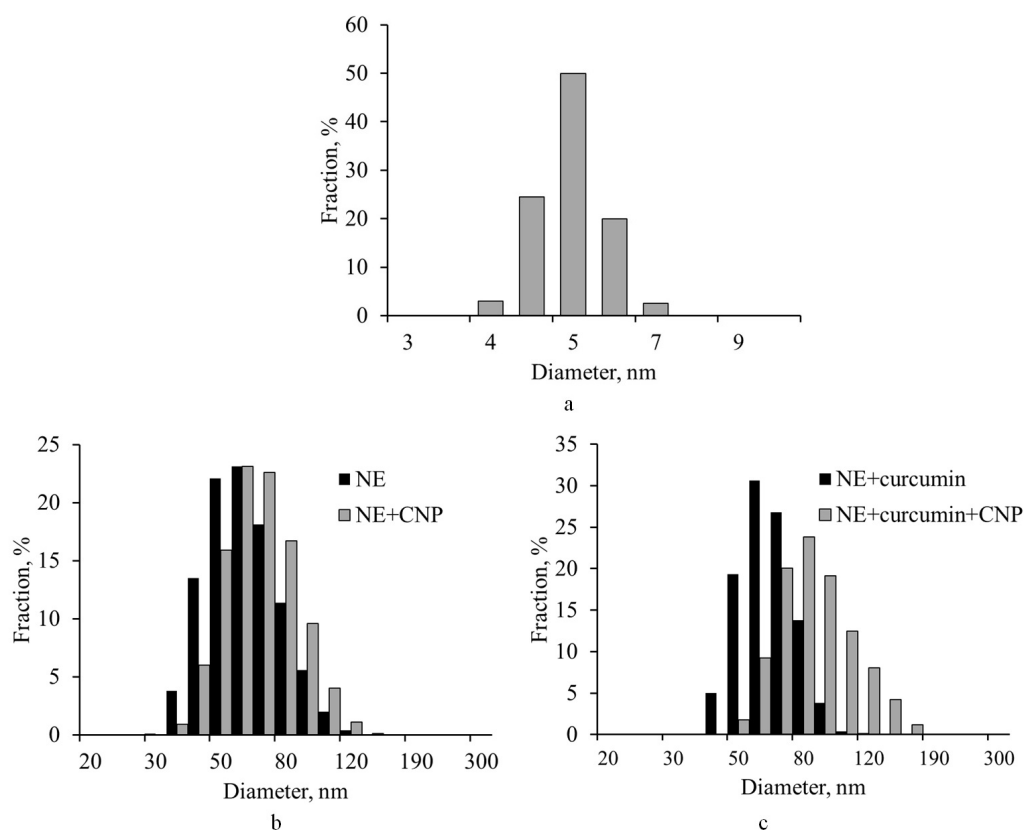 60
50
40
30
20
10
0
Fraction, %
3 4 5 7 9
Diameter, nm
a
25
20
15
10
5
0
Fraction, %
NE
NE+CNP
20 30 50 80 120 190 300
Diameter, nm
b
35
30
25
20
15
10
5
0
Fraction, %
NE+curcumin
NE+curcumin+CNP
20 30 50 80 120 190 300
Diameter, nm
c